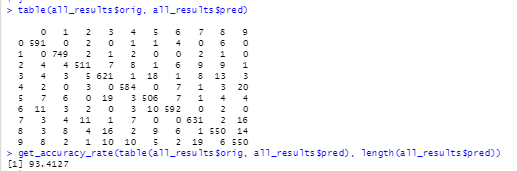 > table(all_results$orig, all_results$pred)
0 1 2 3 4 5 6 7 8 9
0 591 0 2 0 1 1 4 0 6 0
1 0 749 2 1 2 0 0 2 1 0
2 4 4 511 7 8 1 6 9 9 1
3 4 3 5 621 1 18 1 8 13 3
4 2 0 3 0 584 0 7 1 3 20
5 7 6 0 19 3 506 7 1 4 4
6 11 3 2 0 3 10 592 0 2 0
7 3 4 11 1 7 0 0 631 2 16
8 3 8 4 16 2 9 6 1 550 14
9 8 2 1 10 10 5 2 19 6 550
> get_accuracy_rate(table(all_results$orig, all_results$pred), length(all_results$pred))
[1] 93.4127